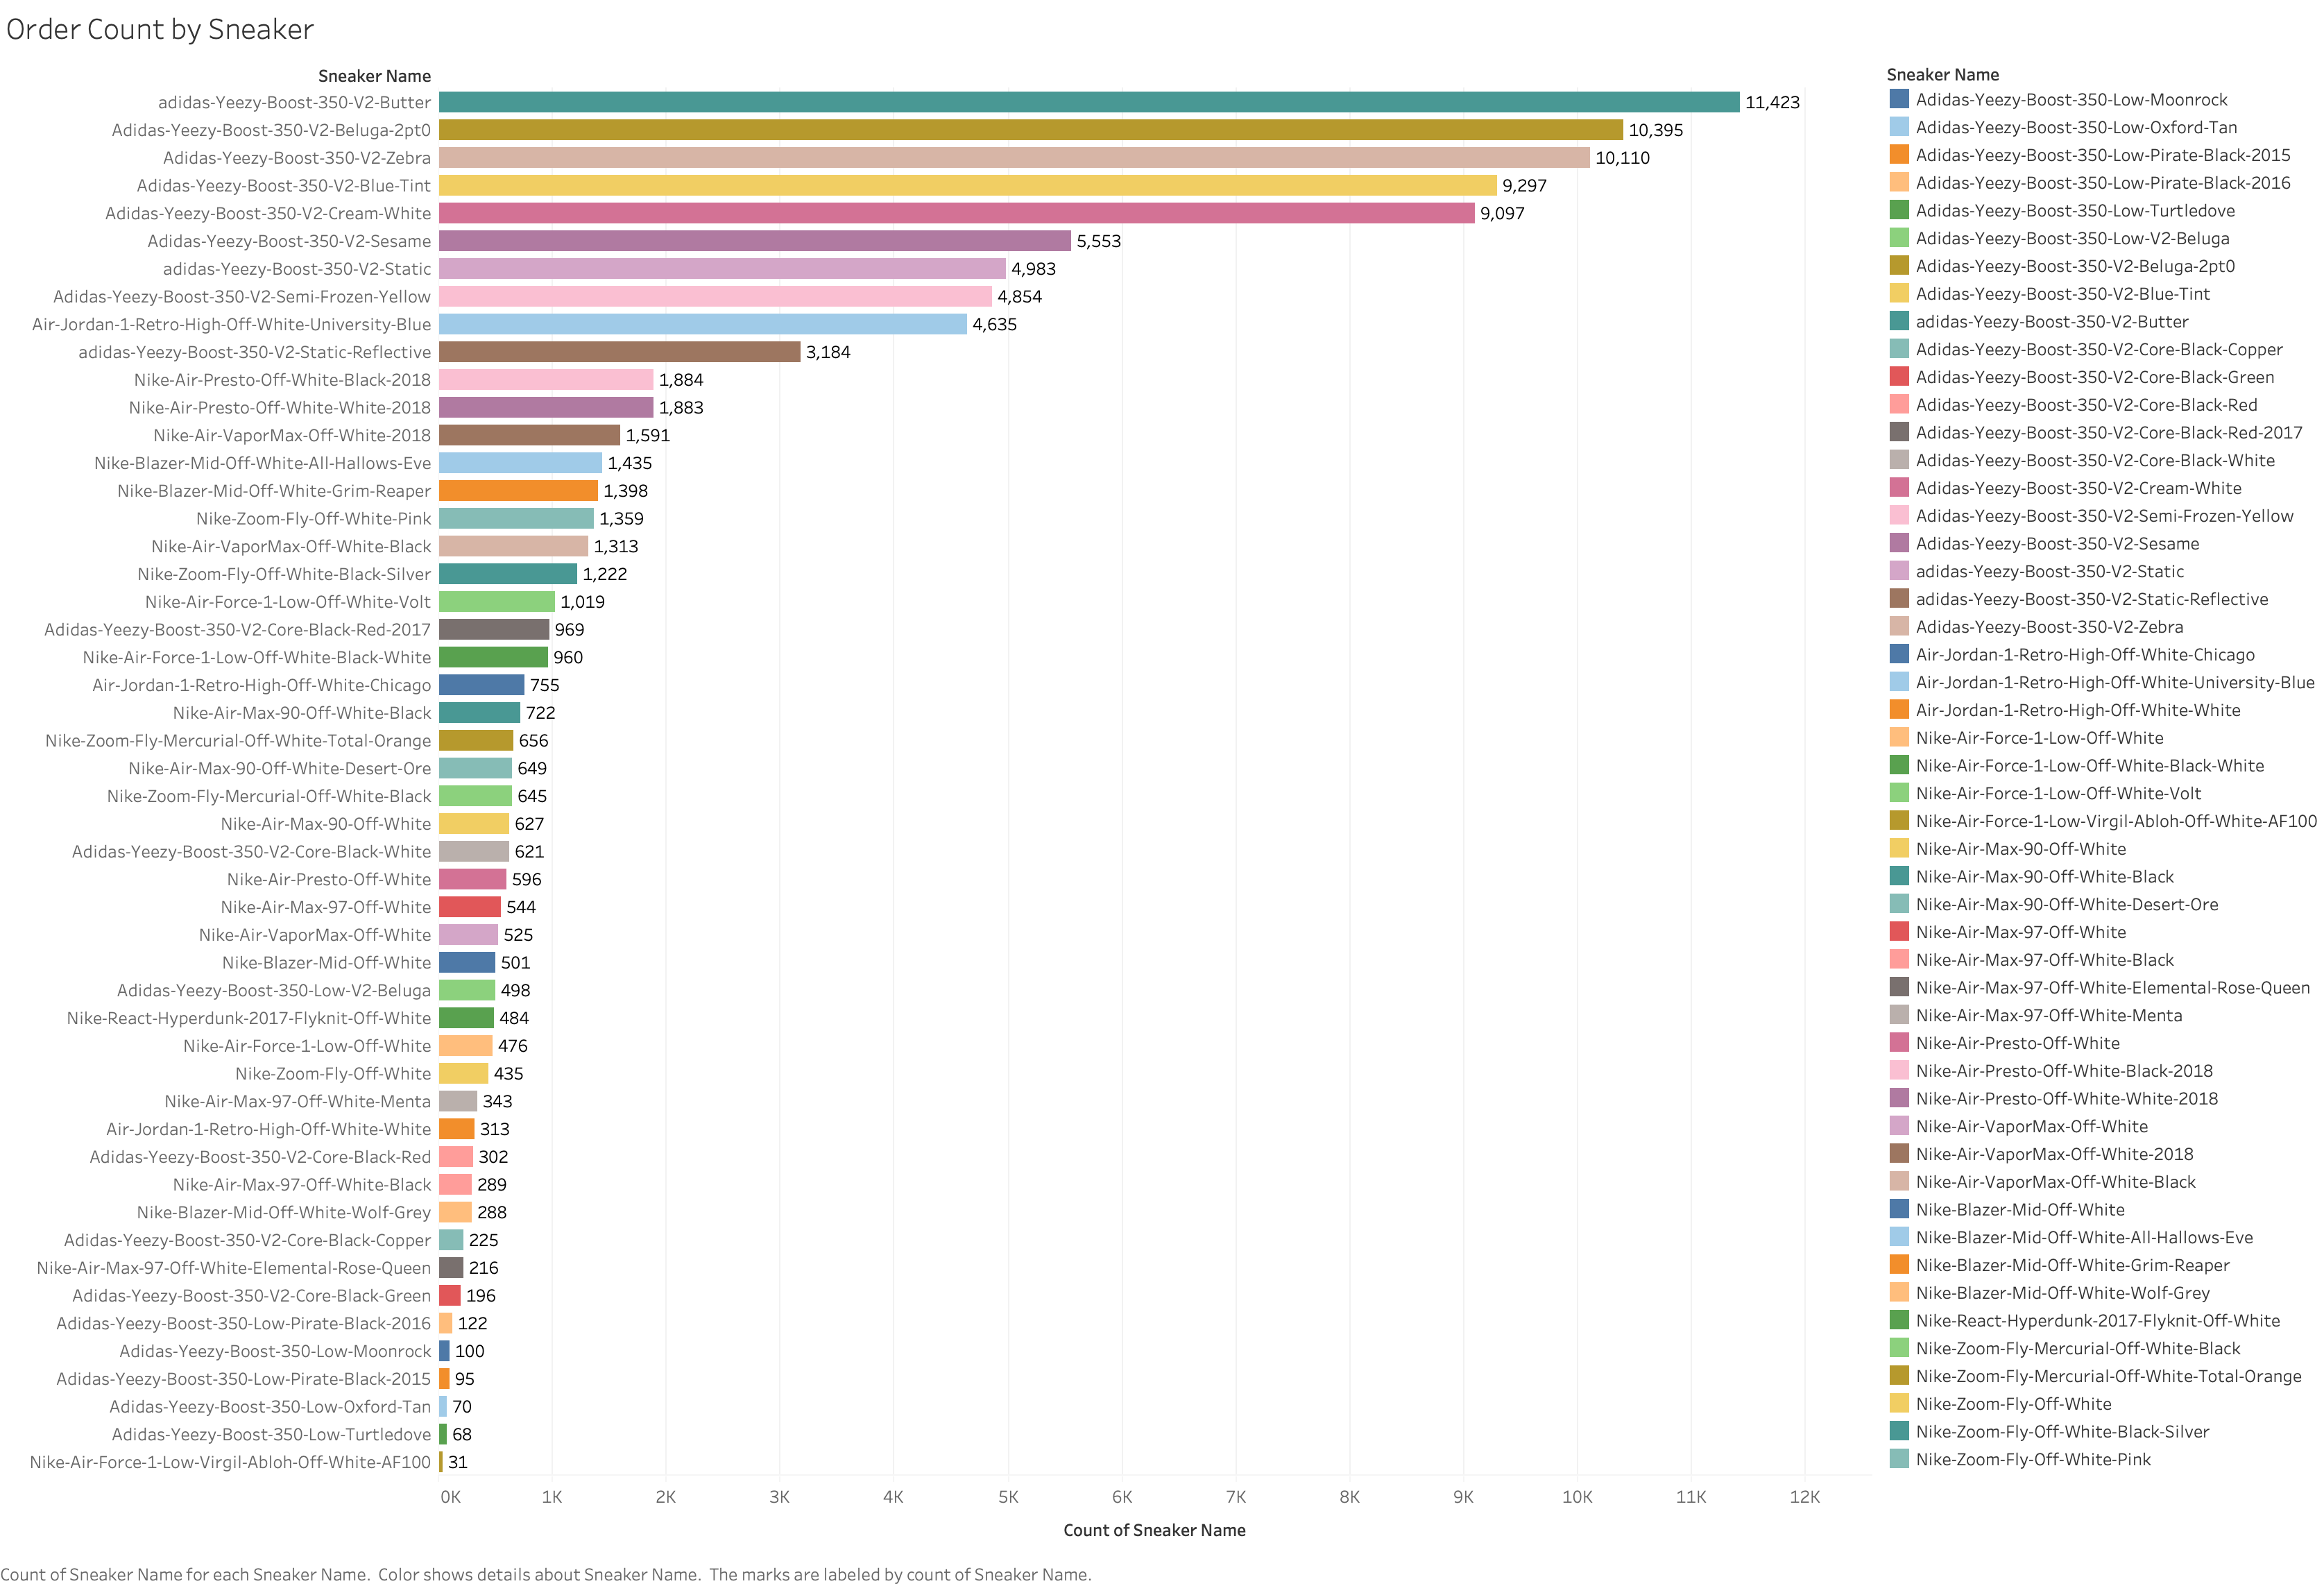 Order Count by Sneaker
Sneaker Name
adidas-Yeezy-Boost-350-V2-Butter 11,423
Adidas-Yeezy-Boost-350-V2-Beluga-2pt0 10,395
Adidas-Yeezy-Boost-350-V2-Zebra 10,110
Adidas-Yeezy-Boost-350-V2-Blue-Tint 9,297
Adidas-Yeezy-Boost-350-V2-Cream-White 9,097
Adidas-Yeezy-Boost-350-V2-Sesame 5,553
adidas-Yeezy-Boost-350-V2-Static 4,983
Adidas-Yeezy-Boost-350-V2-Semi-Frozen-Yellow 4,854
Air-Jordan-1-Retro-High-Off-White-University-Blue 4,635
adidas-Yeezy-Boost-350-V2-Static-Reflective 3,184
Nike-Air-Presto-Off-White-Black-2018 1,884
Nike-Air-Presto-Off-White-White-2018 1,883
Nike-Air-VaporMax-Off-White-2018 1,591
Nike-Blazer-Mid-Off-White-All-Hallows-Eve 1,435
Nike-Blazer-Mid-Off-White-Grim-Reaper 1,398
Nike-Zoom-Fly-Off-White-Pink 1,359
Nike-Air-VaporMax-Off-White-Black 1,313
Nike-Zoom-Fly-Off-White-Black-Silver 1,222
Nike-Air-Force-1-Low-Off-White-Volt 1,019
Adidas-Yeezy-Boost-350-V2-Core-Black-Red-2017 969
Nike-Air-Force-1-Low-Off-White-Black-White 960
Air-Jordan-1-Retro-High-Off-White-Chicago 755
Nike-Air-Max-90-Off-White-Black 722
Nike-Zoom-Fly-Mercurial-Off-White-Total-Orange 656
Nike-Air-Max-90-Off-White-Desert-Ore 649
Nike-Zoom-Fly-Mercurial-Off-White-Black 645
Nike-Air-Max-90-Off-White 627
Adidas-Yeezy-Boost-350-V2-Core-Black-White 621
Nike-Air-Presto-Off-White 596
Nike-Air-Max-97-Off-White 544
Nike-Air-VaporMax-Off-White 525
Nike-Blazer-Mid-Off-White 501
Adidas-Yeezy-Boost-350-Low-V2-Beluga 498
Nike-React-Hyperdunk-2017-Flyknit-Off-White 484
Nike-Air-Force-1-Low-Off-White 476
Nike-Zoom-Fly-Off-White 435
Nike-Air-Max-97-Off-White-Menta 343
Air-Jordan-1-Retro-High-Off-White-White 313
Adidas-Yeezy-Boost-350-V2-Core-Black-Red 302
Nike-Air-Max-97-Off-White-Black 289
Nike-Blazer-Mid-Off-White-Wolf-Grey 288
Adidas-Yeezy-Boost-350-V2-Core-Black-Copper 225
Nike-Air-Max-97-Off-White-Elemental-Rose-Queen 216
Adidas-Yeezy-Boost-350-V2-Core-Black-Green 196
Adidas-Yeezy-Boost-350-Low-Pirate-Black-2016 122
Adidas-Yeezy-Boost-350-Low-Moonrock 100
Adidas-Yeezy-Boost-350-Low-Pirate-Black-2015 95
Adidas-Yeezy-Boost-350-Low-Oxford-Tan 70
Adidas-Yeezy-Boost-350-Low-Turtledove 68
Nike-Air-Force-1-Low-Virgil-Abloh-Off-White-AF100 31
0K 1K 2K 3K 4K 5K 6K 7K 8K 9K 10K 11K 12K
Count of Sneaker Name
Sneaker Name
Adidas-Yeezy-Boost-350-Low-Moonrock
Adidas-Yeezy-Boost-350-Low-Oxford-Tan
Adidas-Yeezy-Boost-350-Low-Pirate-Black-2015
Adidas-Yeezy-Boost-350-Low-Pirate-Black-2016
Adidas-Yeezy-Boost-350-Low-Turtledove
Adidas-Yeezy-Boost-350-Low-V2-Beluga
Adidas-Yeezy-Boost-350-V2-Beluga-2pt0
Adidas-Yeezy-Boost-350-V2-Blue-Tint
adidas-Yeezy-Boost-350-V2-Butter
Adidas-Yeezy-Boost-350-V2-Core-Black-Copper
Adidas-Yeezy-Boost-350-V2-Core-Black-Green
Adidas-Yeezy-Boost-350-V2-Core-Black-Red
Adidas-Yeezy-Boost-350-V2-Core-Black-Red-2017
Adidas-Yeezy-Boost-350-V2-Core-Black-White
Adidas-Yeezy-Boost-350-V2-Cream-White
Adidas-Yeezy-Boost-350-V2-Semi-Frozen-Yellow
Adidas-Yeezy-Boost-350-V2-Sesame
adidas-Yeezy-Boost-350-V2-Static
adidas-Yeezy-Boost-350-V2-Static-Reflective
Adidas-Yeezy-Boost-350-V2-Zebra
Air-Jordan-1-Retro-High-Off-White-Chicago
Air-Jordan-1-Retro-High-Off-White-University-Blue
Air-Jordan-1-Retro-High-Off-White-White
Nike-Air-Force-1-Low-Off-White
Nike-Air-Force-1-Low-Off-White-Black-White
Nike-Air-Force-1-Low-Off-White-Volt
Nike-Air-Force-1-Low-Virgil-Abloh-Off-White-AF100
Nike-Air-Max-90-Off-White
Nike-Air-Max-90-Off-White-Black
Nike-Air-Max-90-Off-White-Desert-Ore
Nike-Air-Max-97-Off-White
Nike-Air-Max-97-Off-White-Black
Nike-Air-Max-97-Off-White-Elemental-Rose-Queen
Nike-Air-Max-97-Off-White-Menta
Nike-Air-Presto-Off-White
Nike-Air-Presto-Off-White-Black-2018
Nike-Air-Presto-Off-White-White-2018
Nike-Air-VaporMax-Off-White
Nike-Air-VaporMax-Off-White-2018
Nike-Air-VaporMax-Off-White-Black
Nike-Blazer-Mid-Off-White
Nike-Blazer-Mid-Off-White-All-Hallows-Eve
Nike-Blazer-Mid-Off-White-Grim-Reaper
Nike-Blazer-Mid-Off-White-Wolf-Grey
Nike-React-Hyperdunk-2017-Flyknit-Off-White
Nike-Zoom-Fly-Mercurial-Off-White-Black
Nike-Zoom-Fly-Mercurial-Off-White-Total-Orange
Nike-Zoom-Fly-Off-White
Nike-Zoom-Fly-Off-White-Black-Silver
Nike-Zoom-Fly-Off-White-Pink
Count of Sneaker Name for each Sneaker Name. Color shows details about Sneaker Name. The marks are labeled by count of Sneaker Name.